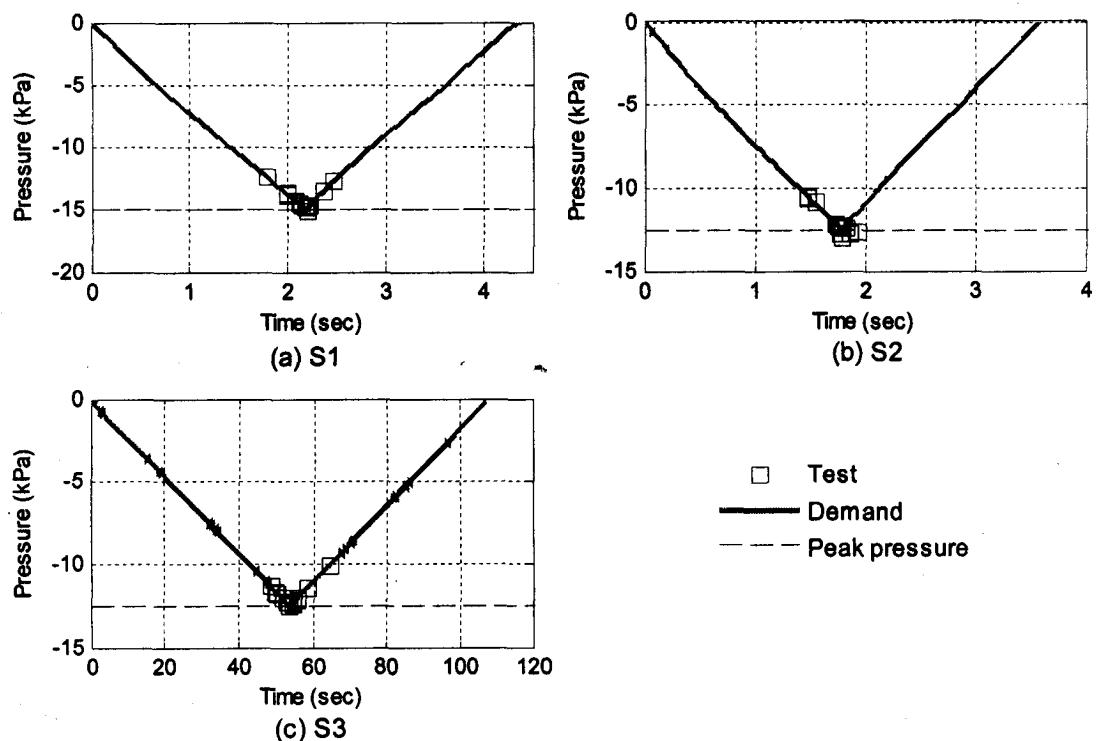 0
-5
-10
-15
-20
Pressure (kPa)
0 1 2 3 4
Time (sec)
(a) S1
0
-5
-10
-15
Pressure (kPa)
0 1 2 3 4
Time (sec)
(b) S2
0
-5
-10
-15
Pressure (kPa)
0 20 40 60 80 100 120
Time (sec)
(c) S3
Test
Demand
Peak pressure